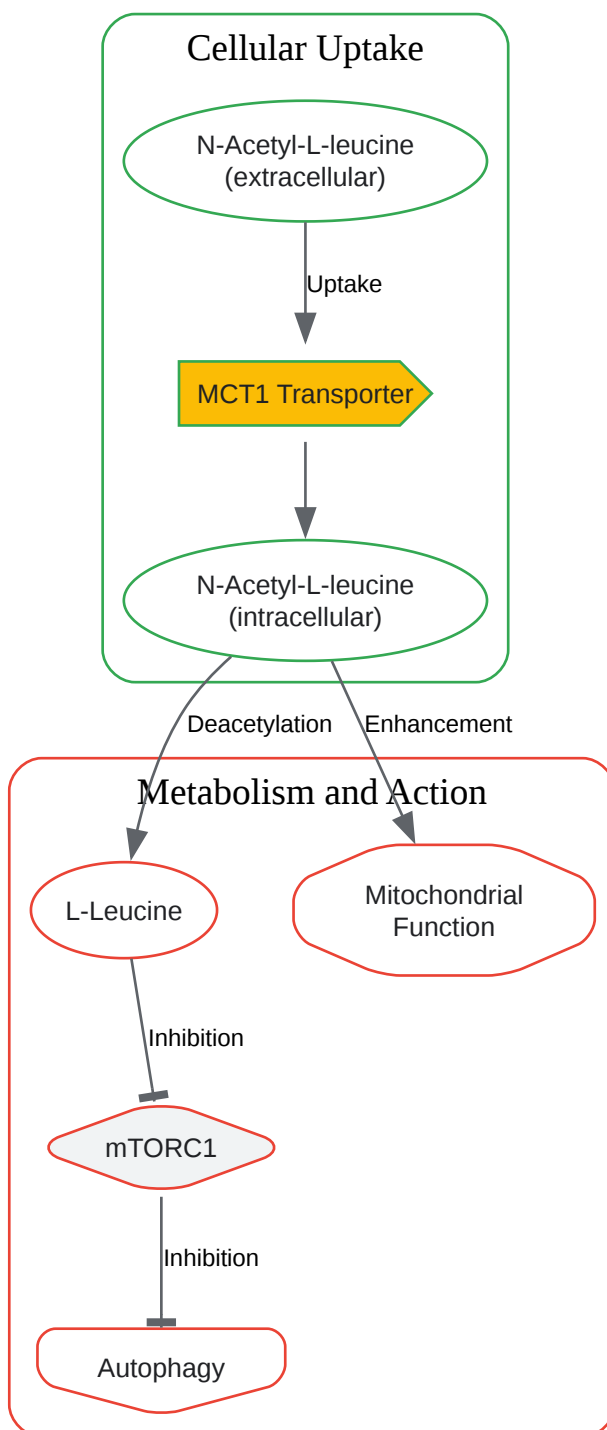 Cellular Uptake
N-Acetyl-L-leucine
(extracellular)
Uptake
MCT1 Transporter
N-Acetyl-L-leucine
(intracellular)
Deacetylation
Enhancement
Metabolism and Action
L-Leucine
Mitochondrial
Function
Inhibition
mTORC1
Inhibition
Autophagy